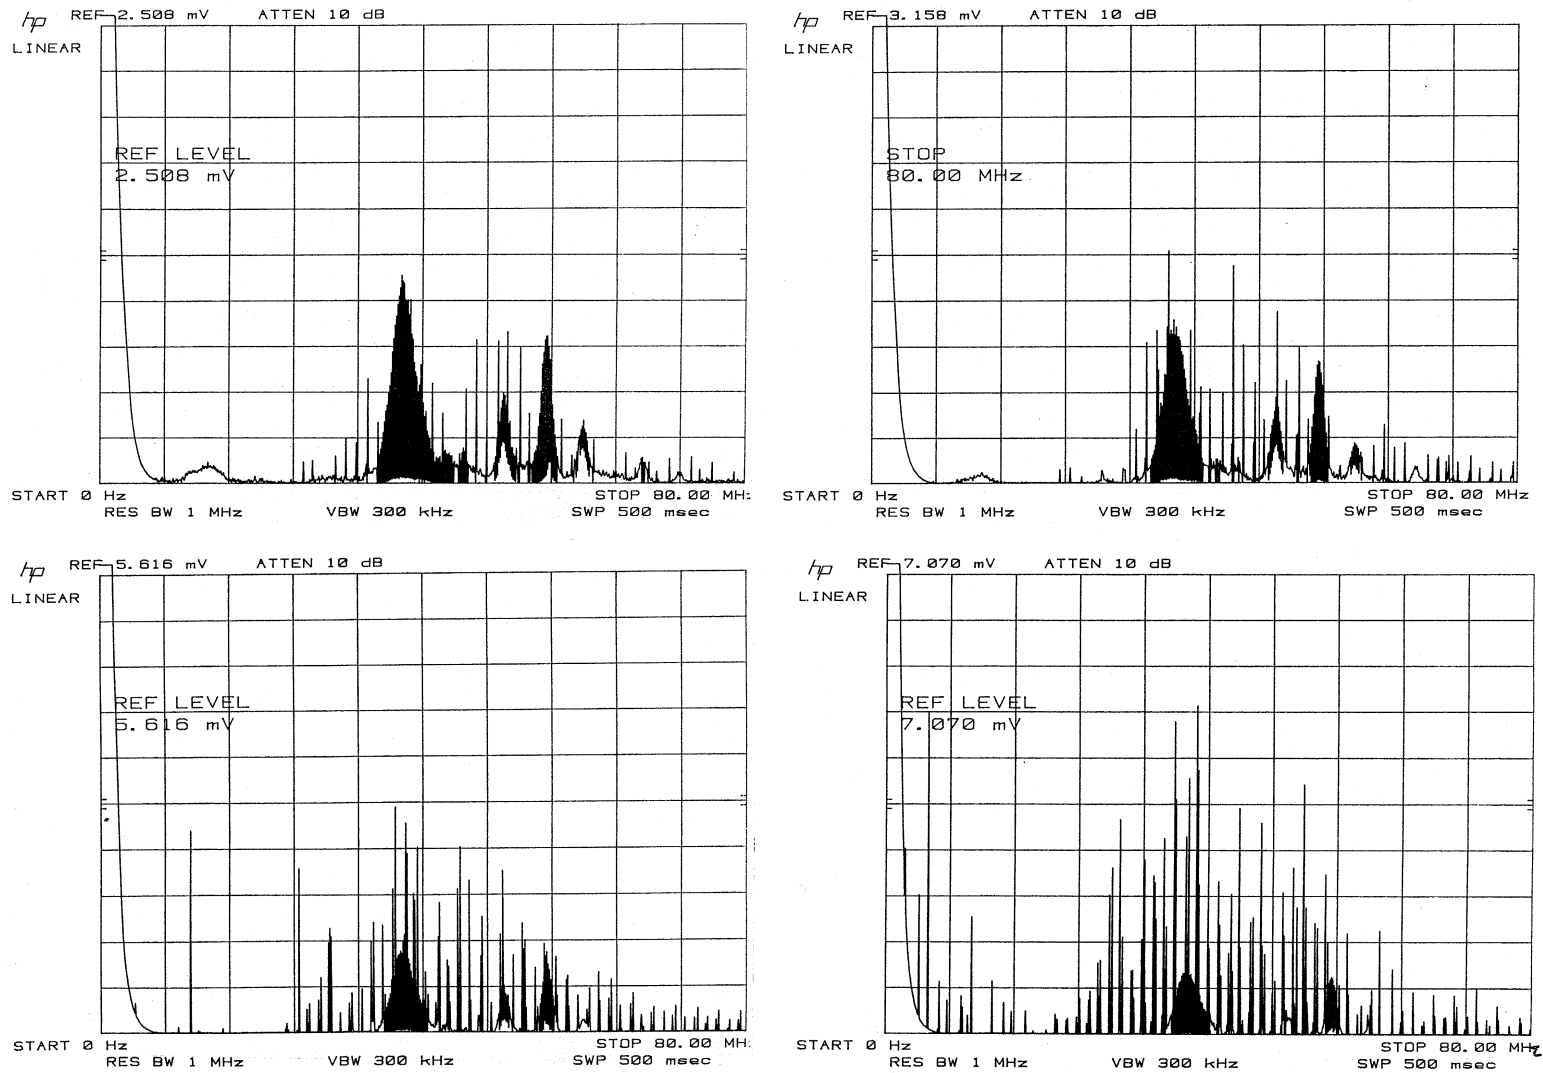 hp REF 2.508 mV ATTEN 10 dB
LINEAR
REF LEVEL
2.508 mV
START 0 Hz STOP 80.00 MHz
RES BW 1 MHz VBW 300 kHz SWP 500 msec
hp REF 3.158 mV ATTEN 10 dB
LINEAR
STOP
80.00 MHz
START 0 Hz STOP 80.00 MHz
RES BW 1 MHz VBW 300 kHz SWP 500 msec
hp REF 5.616 mV ATTEN 10 dB
LINEAR
REF LEVEL
5.616 mV
START 0 Hz STOP 80.00 MH
RES BW 1 MHz VBW 300 kHz SWP 500 msec
hp REF 7.070 mV ATTEN 10 dB
LINEAR
REF LEVEL
7.070 mV
START 0 Hz STOP 80.00 MHz
RES BW 1 MHz VBW 300 kHz SWP 500 msec